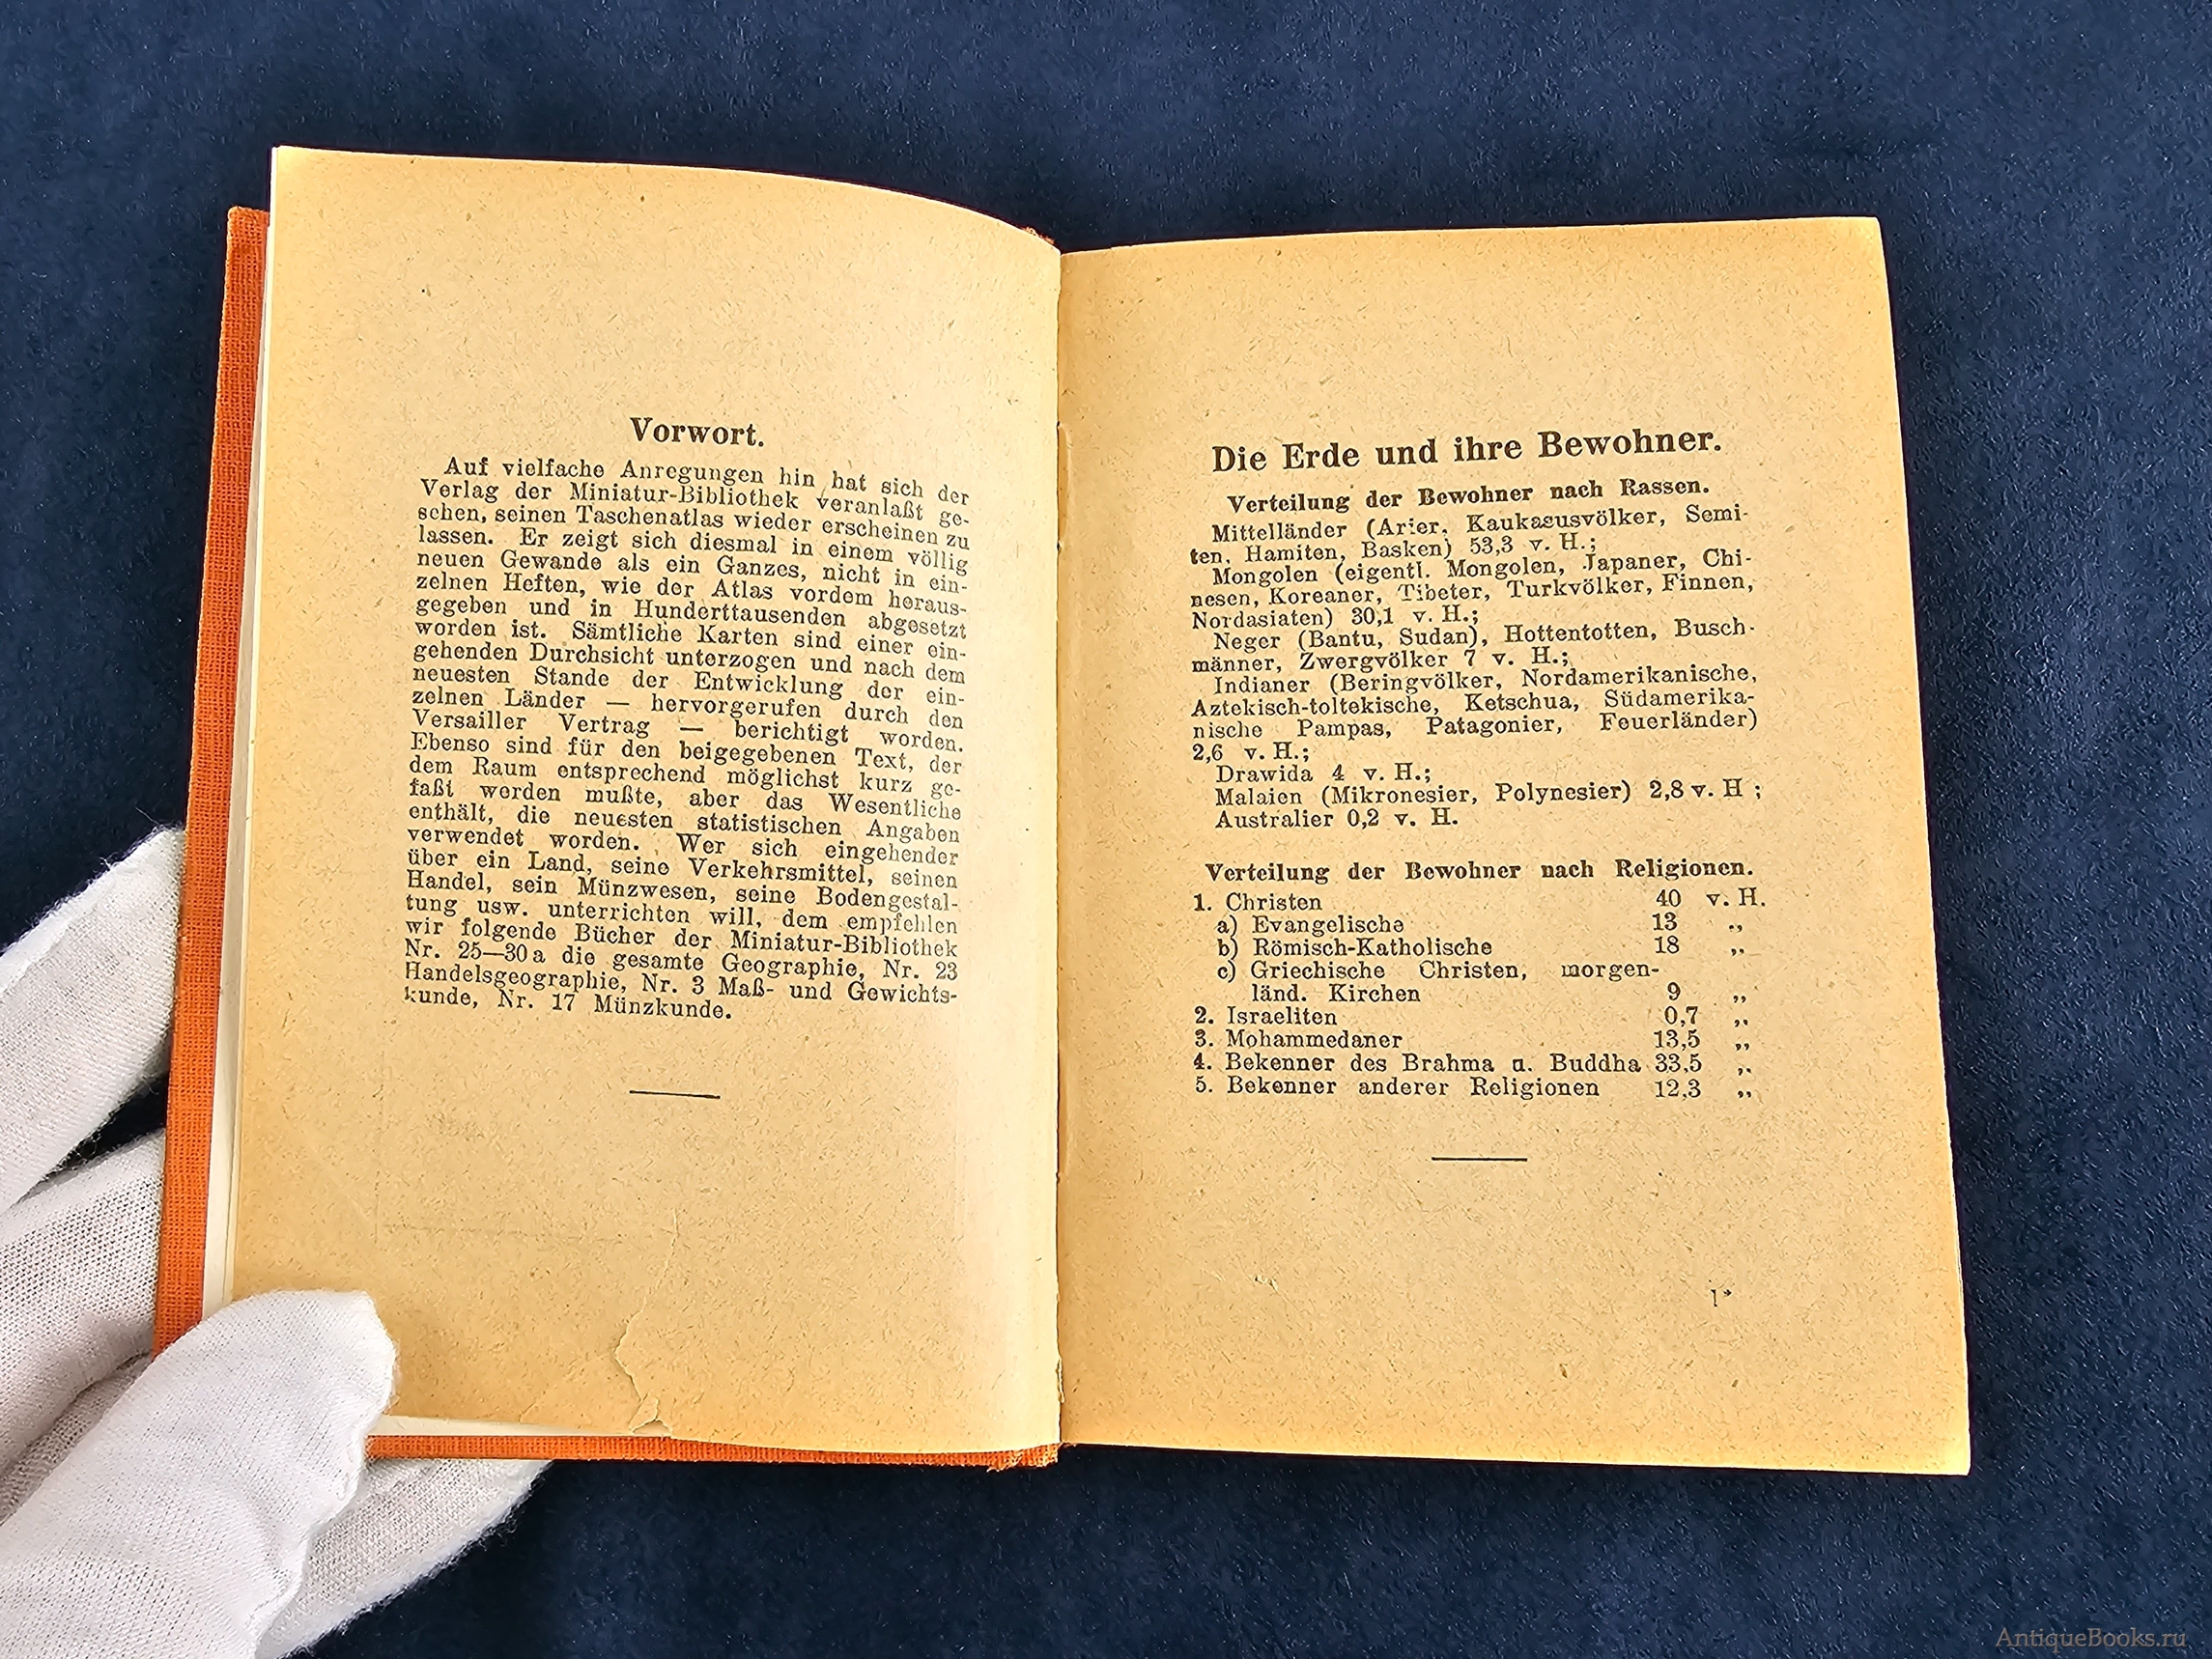 Vorwort.
Auf vielfache Anregungen hin hat sich der
Verlag der Miniatur-Bibliothek veranlaßt ge-
sehen, seinen Taschenatlas wieder erscheinen zu
lassen. Er zeigt sich diesmal in einem völlig
neuen Gewande als ein Ganzes, nicht in ein-
zelnen Heften, wie der Atlas vordem heraus-
gegeben und in Hunderttausenden abgesetzt
worden ist. Sämtliche Karten sind einer ein-
gehenden Durchsicht unterzogen und nach dem
neuesten Stande der Entwicklung der ein-
zelnen Länder — hervorgerufen durch den
Versailler Vertrag — berichtigt worden.
Ebenso sind für den beigegebenen Text, der
dem Raum entsprechend möglichst kurz ge-
faßt werden mußte, aber das Wesentliche
enthält, die neuesten statistischen Angaben
verwendet worden. Wer sich eingehender
über ein Land, seine Verkehrsmittel, seinen
Handel, sein Münzwesen, seine Bodengestal-
tung usw. unterrichten will, dem empfehlen
wir folgende Bücher der Miniatur-Bibliothek
Nr. 25—30a die gesamte Geographie, Nr. 23
Handelsgeographie, Nr. 3 Maß- und Gewichts-
kunde, Nr. 17 Münzkunde.
Die Erde und ihre Bewohner.
Verteilung der Bewohner nach Rassen.
Mittelländer (Arier, Kaukasusvölker, Semi-
ten, Hamiten, Basken) 53,3 v. H.;
Mongolen (eigentl. Mongolen, Japaner, Chi-
nesen, Koreaner, Tibeter, Turkvölker, Finnen,
Nordasiaten) 30,1 v. H.;
Neger (Bantu, Sudan), Hottentotten, Busch-
männer, Zwergvölker 7 v. H.;
Indianer (Beringvölker, Nordamerikanische,
Aztekisch-toltekische, Ketschua, Südamerika-
nische Pampas, Patagonier, Feuerländer)
2,6 v. H.;
Drawida 4 v. H.;
Malaien (Mikronesier, Polynesier) 2,8 v. H ;
Australier 0,2 v. H.
Verteilung der Bewohner nach Religionen.
1. Christen 40 v. H.
a) Evangelische 13 „
b) Römisch-Katholische 18 „
c) Griechische Christen, morgen-
länd. Kirchen 9 „
2. Israeliten 0,7 „
3. Mohammedaner 13,5 „
4. Bekenner des Brahma u. Buddha 33,5 „
5. Bekenner anderer Religionen 12,3 „
1*
AntiqueBooks.ru